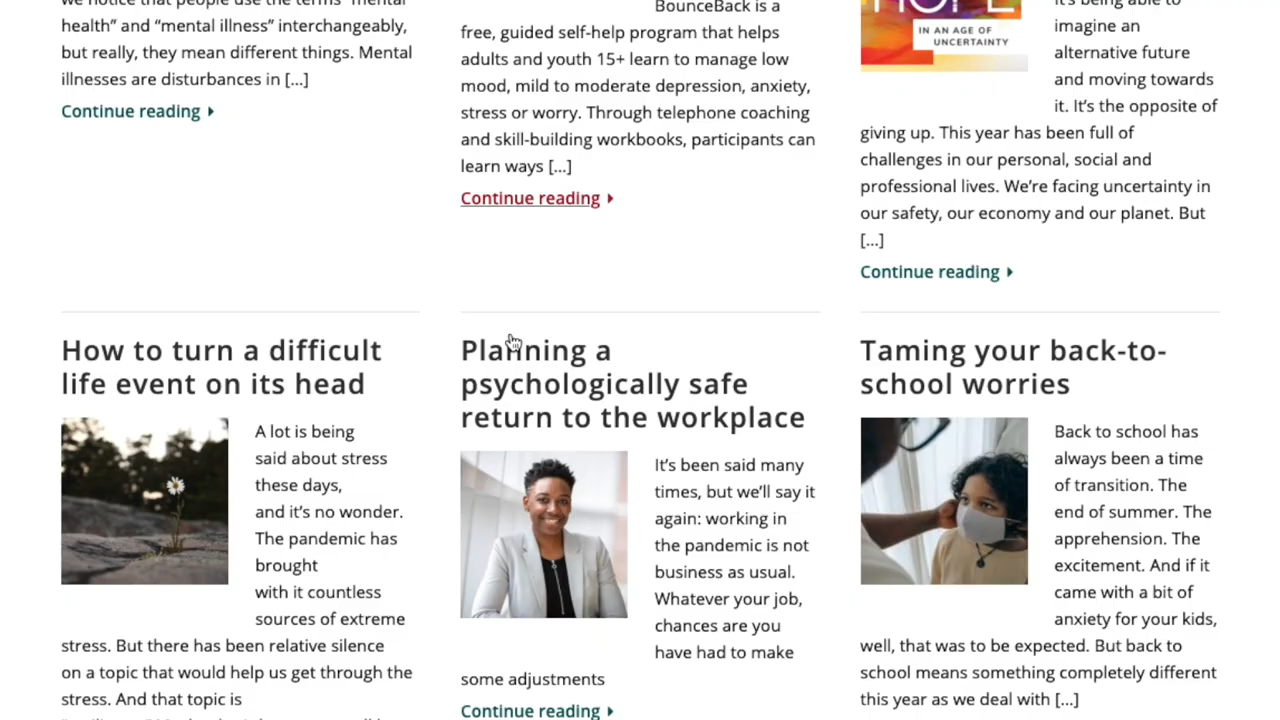 we notice that people use the terms “mental
health” and “mental illness” interchangeably,
but really, they mean different things. Mental
illnesses are disturbances in [...]
Continue reading
BounceBack is a
free, guided self-help program that helps
adults and youth 15+ learn to manage low
mood, mild to moderate depression, anxiety,
stress or worry. Through telephone coaching
and skill-building workbooks, participants can
learn ways [...]
Continue reading
HOPE
IN AN AGE OF
UNCERTAINTY
It’s being able to
imagine an
alternative future
and moving towards
it. It’s the opposite of
giving up. This year has been full of
challenges in our personal, social and
professional lives. We’re facing uncertainty in
our safety, our economy and our planet. But
[...]
Continue reading
How to turn a difficult
life event on its head
A lot is being
said about stress
these days,
and it’s no wonder.
The pandemic has
brought
with it countless
sources of extreme
stress. But there has been relative silence
on a topic that would help us get through the
stress. And that topic is
Planning a
psychologically safe
return to the workplace
It’s been said many
times, but we’ll say it
again: working in
the pandemic is not
business as usual.
Whatever your job,
chances are you
have had to make
some adjustments
Continue reading
Taming your back-to-
school worries
Back to school has
always been a time
of transition. The
end of summer. The
apprehension. The
excitement. And if it
came with a bit of
anxiety for your kids,
well, that was to be expected. But back to
school means something completely different
this year as we deal with [...]